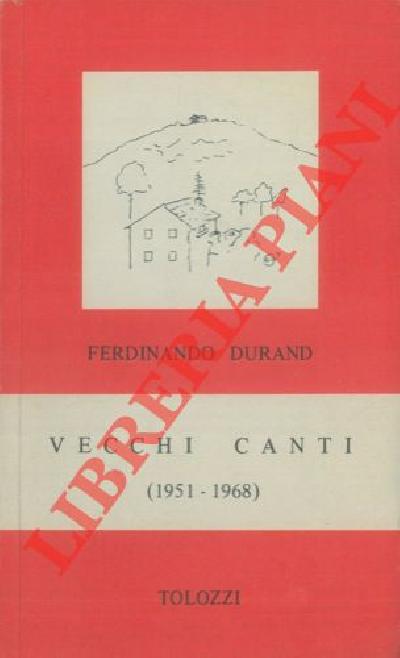 FERDINANDO DURAND
VECCHI CANTI
(1951 - 1968)
TOLOZZI
LIBRERIA PIANI